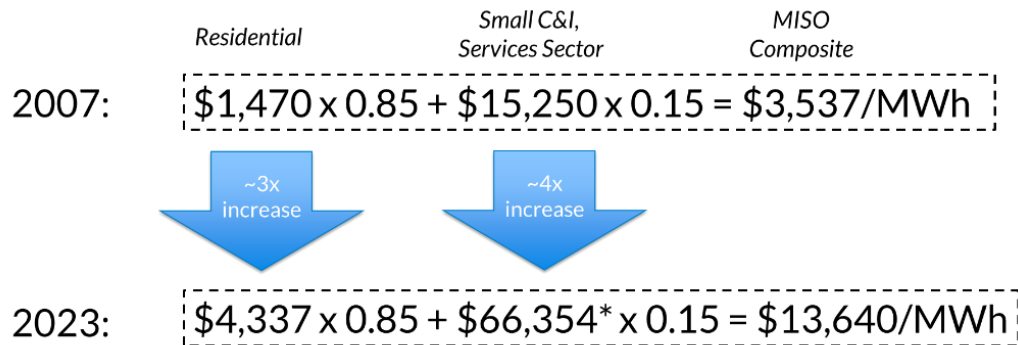 Residential
Small C&I,
Services Sector
MISO
Composite
2007:
$1,470 x 0.85 + $15,250 x 0.15 = $3,537/MWh
~3x
increase
~4x
increase
2023:
$4,337 x 0.85 + $66,354* x 0.15 = $13,640/MWh